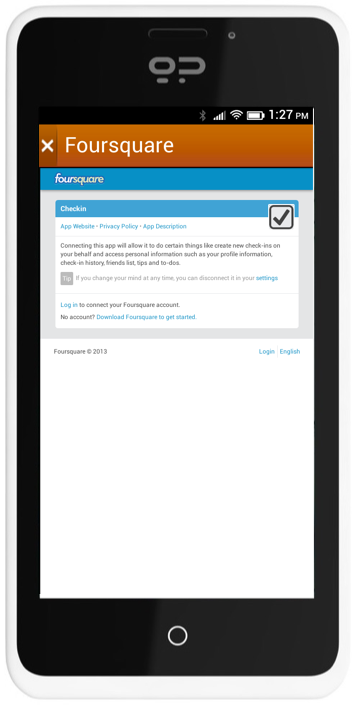 1:27 PM
Foursquare
foursquare
Checkin
App Website • Privacy Policy • App Description
Connecting this app will allow it to do certain things like create new check-ins on
your behalf and access personal information such as your profile information,
check-in history, friends list, tips and to-dos.
Tip If you change your mind at any time, you can disconnect it in your settings
Log in to connect your Foursquare account.
No account? Download Foursquare to get started.
Foursquare © 2013 Login English